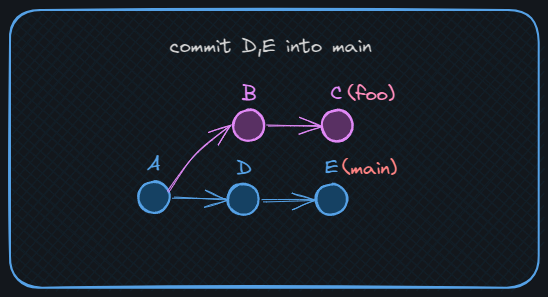 commit D,E into main
B
C (foo)
A
D
E (main)